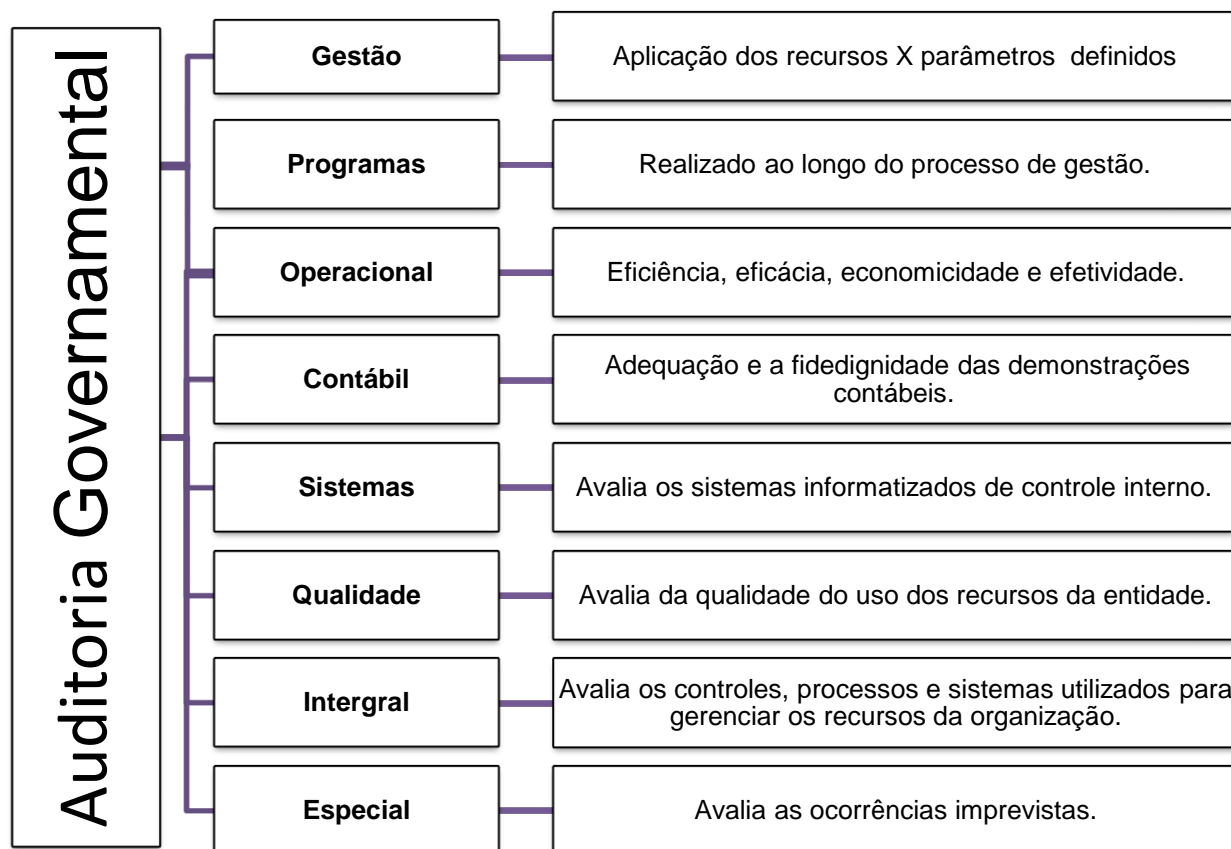 Auditoria Governamental
Gestão
Aplicação dos recursos X parâmetros definidos
Programas
Realizado ao longo do processo de gestão.
Operacional
Eficiência, eficácia, economicidade e efetividade.
Contábil
Adequação e a fidedignidade das demonstrações
contábeis.
Sistemas
Avalia os sistemas informatizados de controle interno.
Qualidade
Avalia da qualidade do uso dos recursos da entidade.
Intergral
Avalia os controles, processos e sistemas utilizados para
gerenciar os recursos da organização.
Especial
Avalia as ocorrências imprevistas.